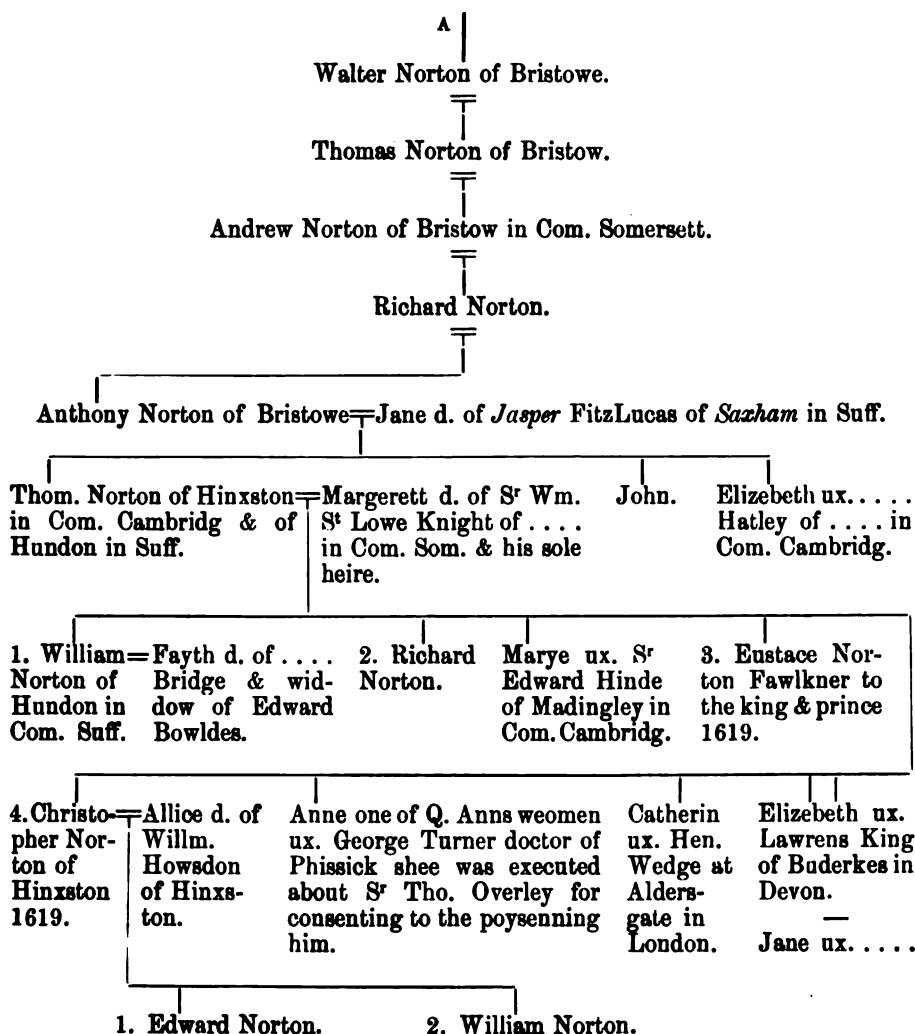 A
Walter Norton of Bristowe.
Thomas Norton of Bristow.
Andrew Norton of Bristow in Com. Somersett.
Richard Norton.
Anthony Norton of Bristowe=Jane d. of Jasper FitzLucas of Saxham in Suff.
Thom. Norton of Hinxston=
in Com. Cambridg & of
Hundon in Suff.
Margerett d. of Sʳ Wm.
Sᵗ Lowe Knight of ....
in Com. Som. & his sole
heire.
John.
Elizebeth ux.....
Hatley of .... in
Com. Cambridg.
1. William=
Norton of
Hundon in
Com. Suff.
Fayth d. of ....
Bridge & wid-
dow of Edward
Bowldes.
2. Richard
Norton.
Marye ux. Sʳ
Edward Hinde
of Madingley in
Com. Cambridg.
3. Eustace Nor-
ton Fawlkner to
the king & prince
1619.
4. Christo-=
pher Nor-
ton of
Hinxston
1619.
Allice d. of
Willm.
Howsdon
of Hinxs-
ton.
Anne one of Q. Anns weomen
ux. George Turner doctor of
Phissick shee was executed
about Sʳ Tho. Overley for
consenting to the poysenning
him.
Catherin
ux. Hen.
Wedge at
Alders-
gate in
London.
Elizebeth ux.
Lawrens King
of Buderkes in
Devon.
—
Jane ux.....
1. Edward Norton.
2. William Norton.